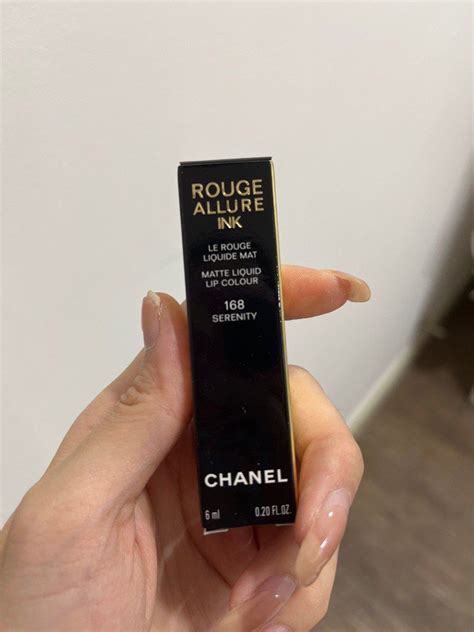 ROUGE
ALLURE
INK
LE ROUGE
LIQUIDE MAT
MATTE LIQUID
LIP COLOUR
168
SERENITY
CHANEL
6 ml 0.20 FL.OZ.